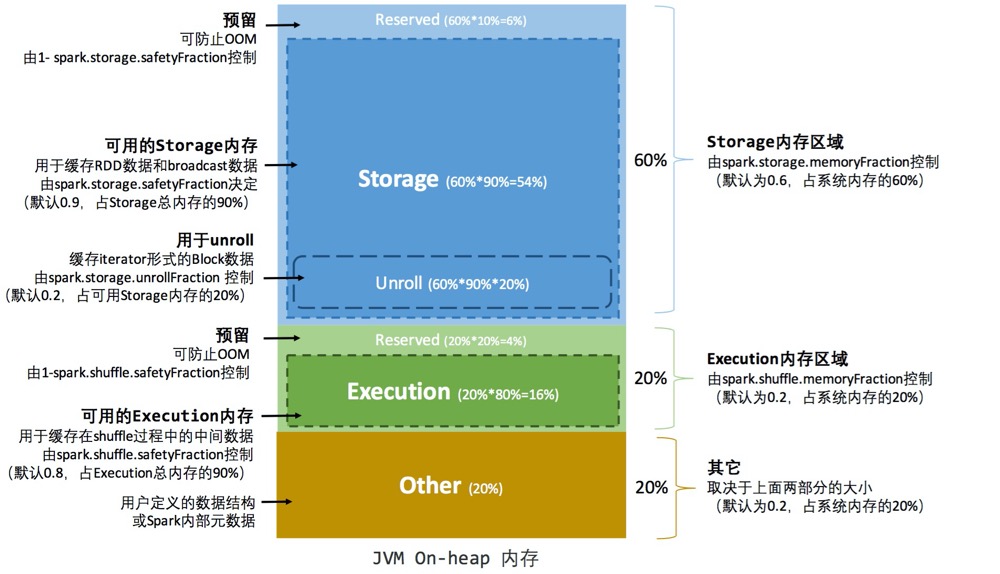 预留
可防止OOM
由1- spark.storage.safetyFraction控制
可用的Storage内存
用于缓存RDD数据和broadcast数据
由spark.storage.safetyFraction决定
（默认0.9，占Storage总内存的90%）
用于unroll
缓存iterator形式的Block数据
由spark.storage.unrollFraction 控制
（默认0.2，占可用Storage内存的20%）
预留
可防止OOM
由1-spark.shuffle.safetyFraction控制
可用的Execution内存
用于缓存在shuffle过程中的中间数据
由spark.shuffle.safetyFraction控制
（默认0.8，占Execution总内存的90%）
用户定义的数据结构
或Spark内部元数据
Reserved (60%*10%=6%)
Storage (60%*90%=54%)
Unroll (60%*90%*20%)
Reserved (20%*20%=4%)
Execution (20%*80%=16%)
Other (20%)
JVM On-heap 内存
60%
Storage内存区域
由spark.storage.memoryFraction控制
（默认为0.6，占系统内存的60%）
20%
Execution内存区域
由spark.shuffle.memoryFraction控制
（默认为0.2，占系统内存的20%）
20%
其它
取决于上面两部分的大小
（默认为0.2，占系统内存的20%）